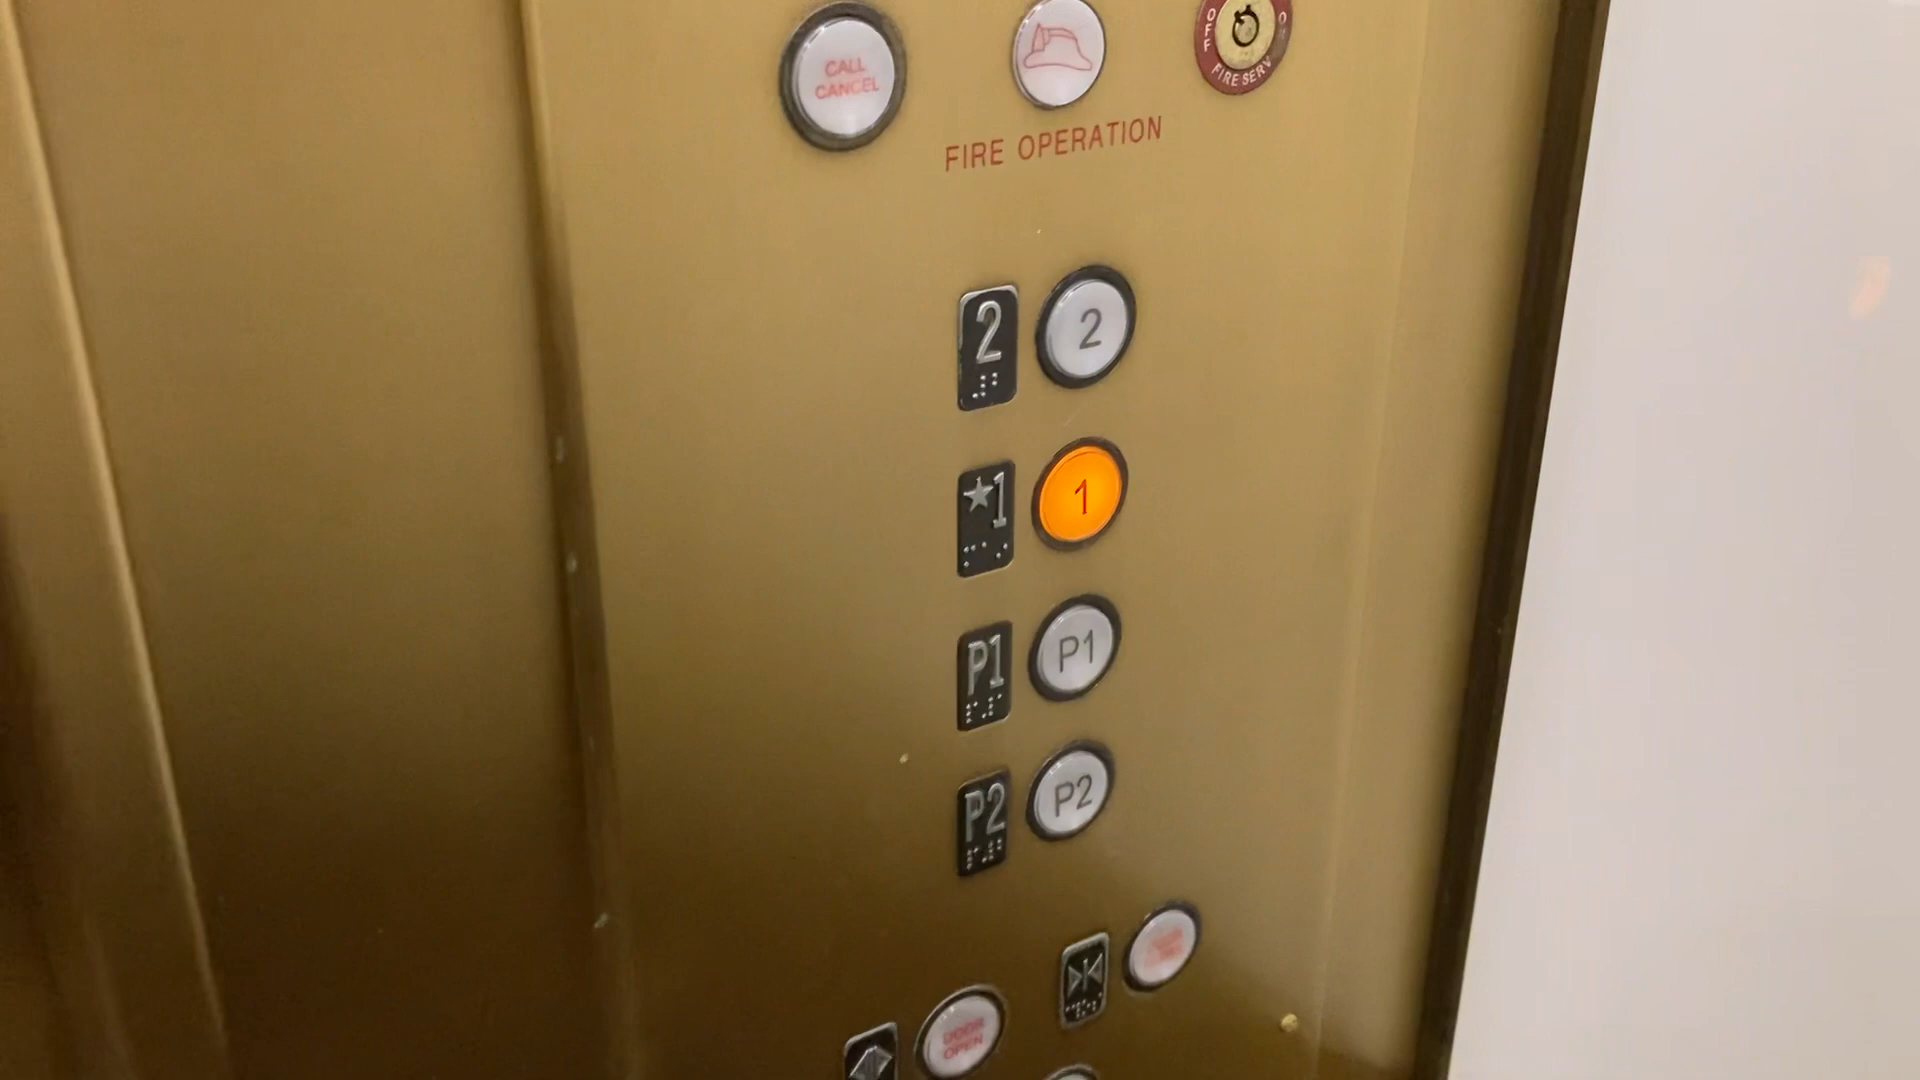 CALL
CANCEL
OFF
FIRE SERV
FIRE OPERATION
2
2
★1
1
P1
P1
P2
P2
DOOR
OPEN